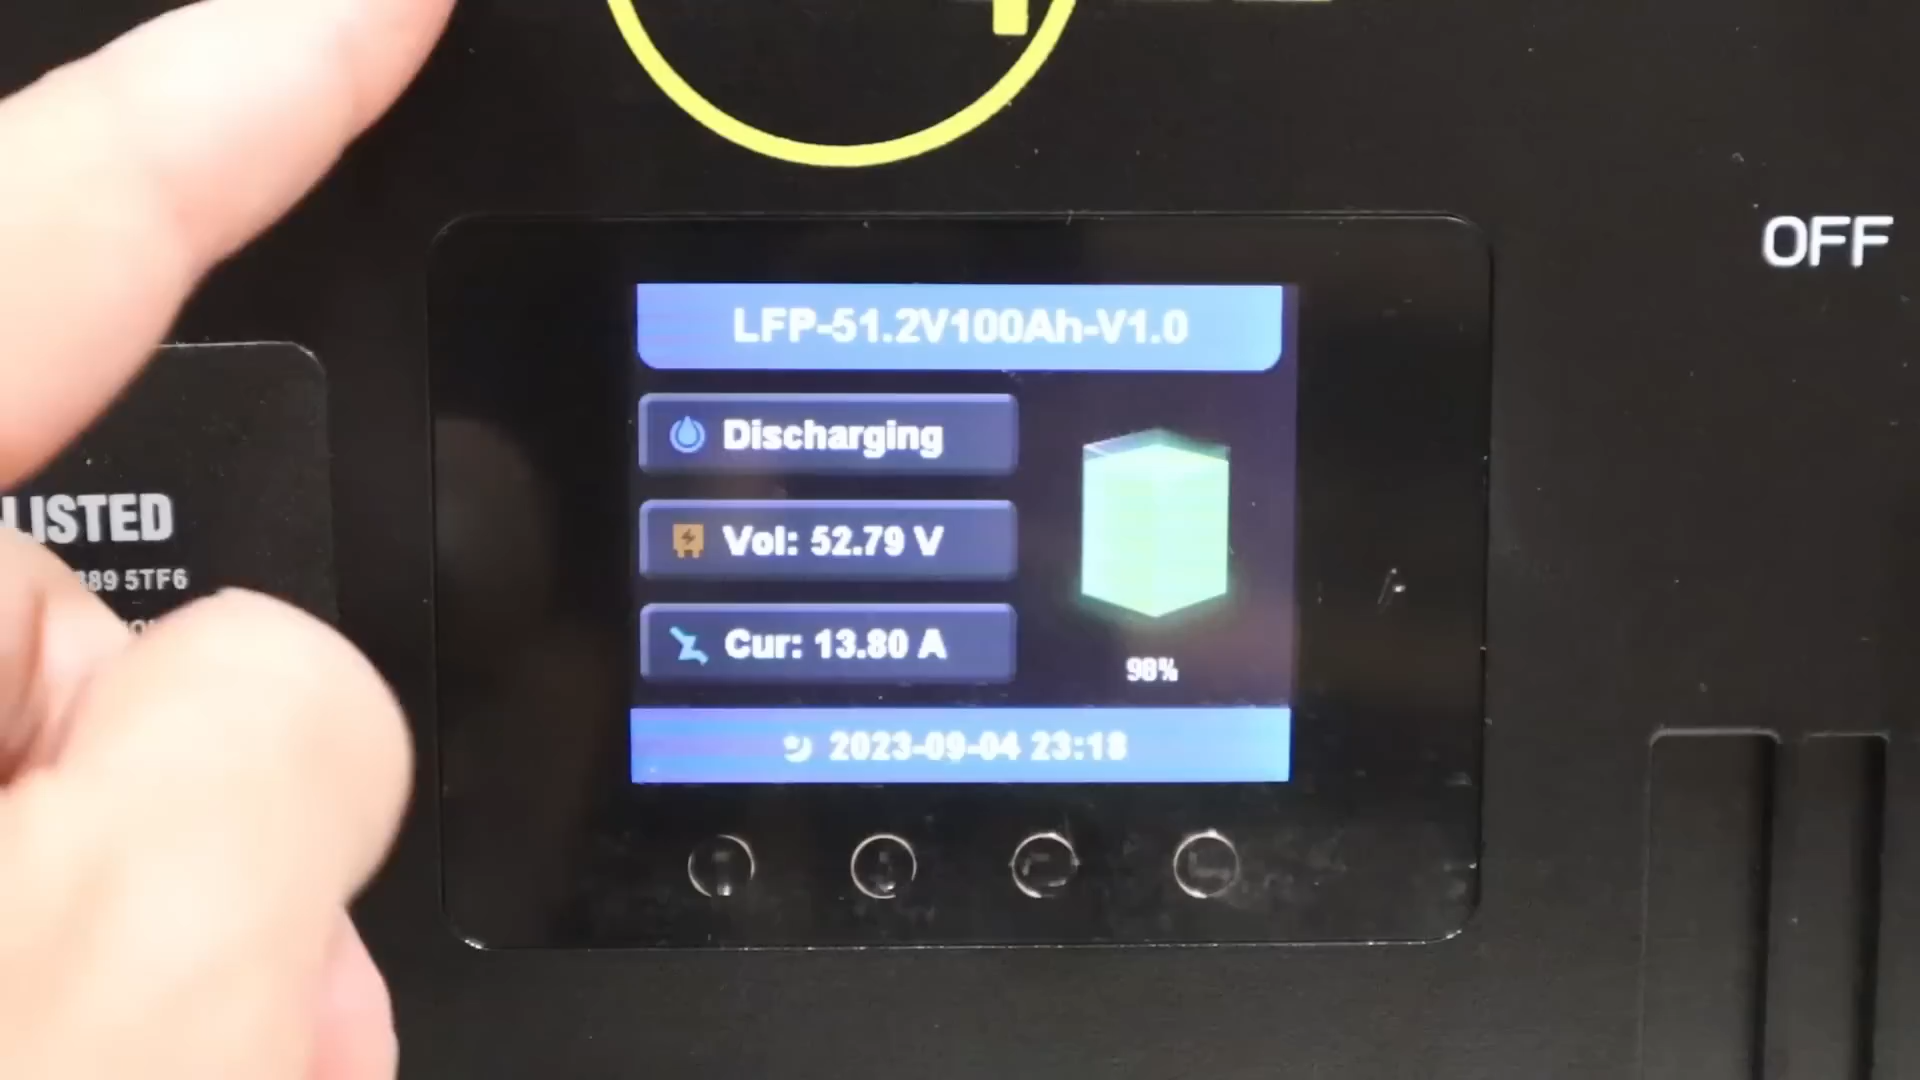 OFF
LFP-51.2V100Ah-V1.0
Discharging
Vol: 52.79 V
Cur: 13.80 A
98%
2023-09-04 23:18
LISTED
5TF6